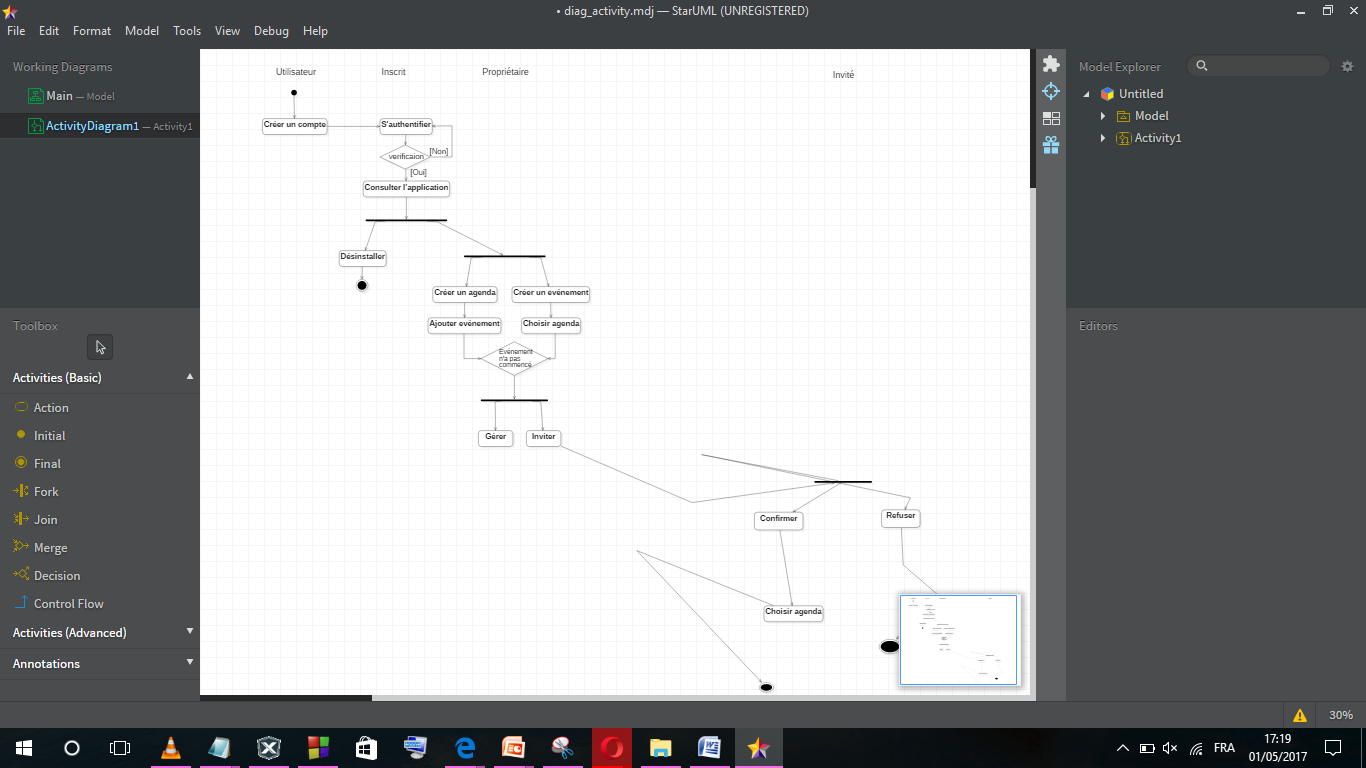 • diag_activity.mdj — StarUML (UNREGISTERED)
File Edit Format Model Tools View Debug Help
Working Diagrams
Main — Model
ActivityDiagram1 — Activity1
Toolbox
Activities (Basic)
Action
Initial
Final
Fork
Join
Merge
Decision
Control Flow
Activities (Advanced)
Annotations
Utilisateur Inscrit Propriétaire Invité
Créer un compte S'authentifier
verificaion [Non]
[Oui]
Consulter l'application
Désinstaller
Créer un agenda Créer un evénement
Ajouter evénement Choisir agenda
Evénement
n'a pas
commencé
Gérer Inviter
Confirmer Refuser
Choisir agenda
Model Explorer
Untitled
Model
Activity1
Editors
30%
FRA
17:19
01/05/2017